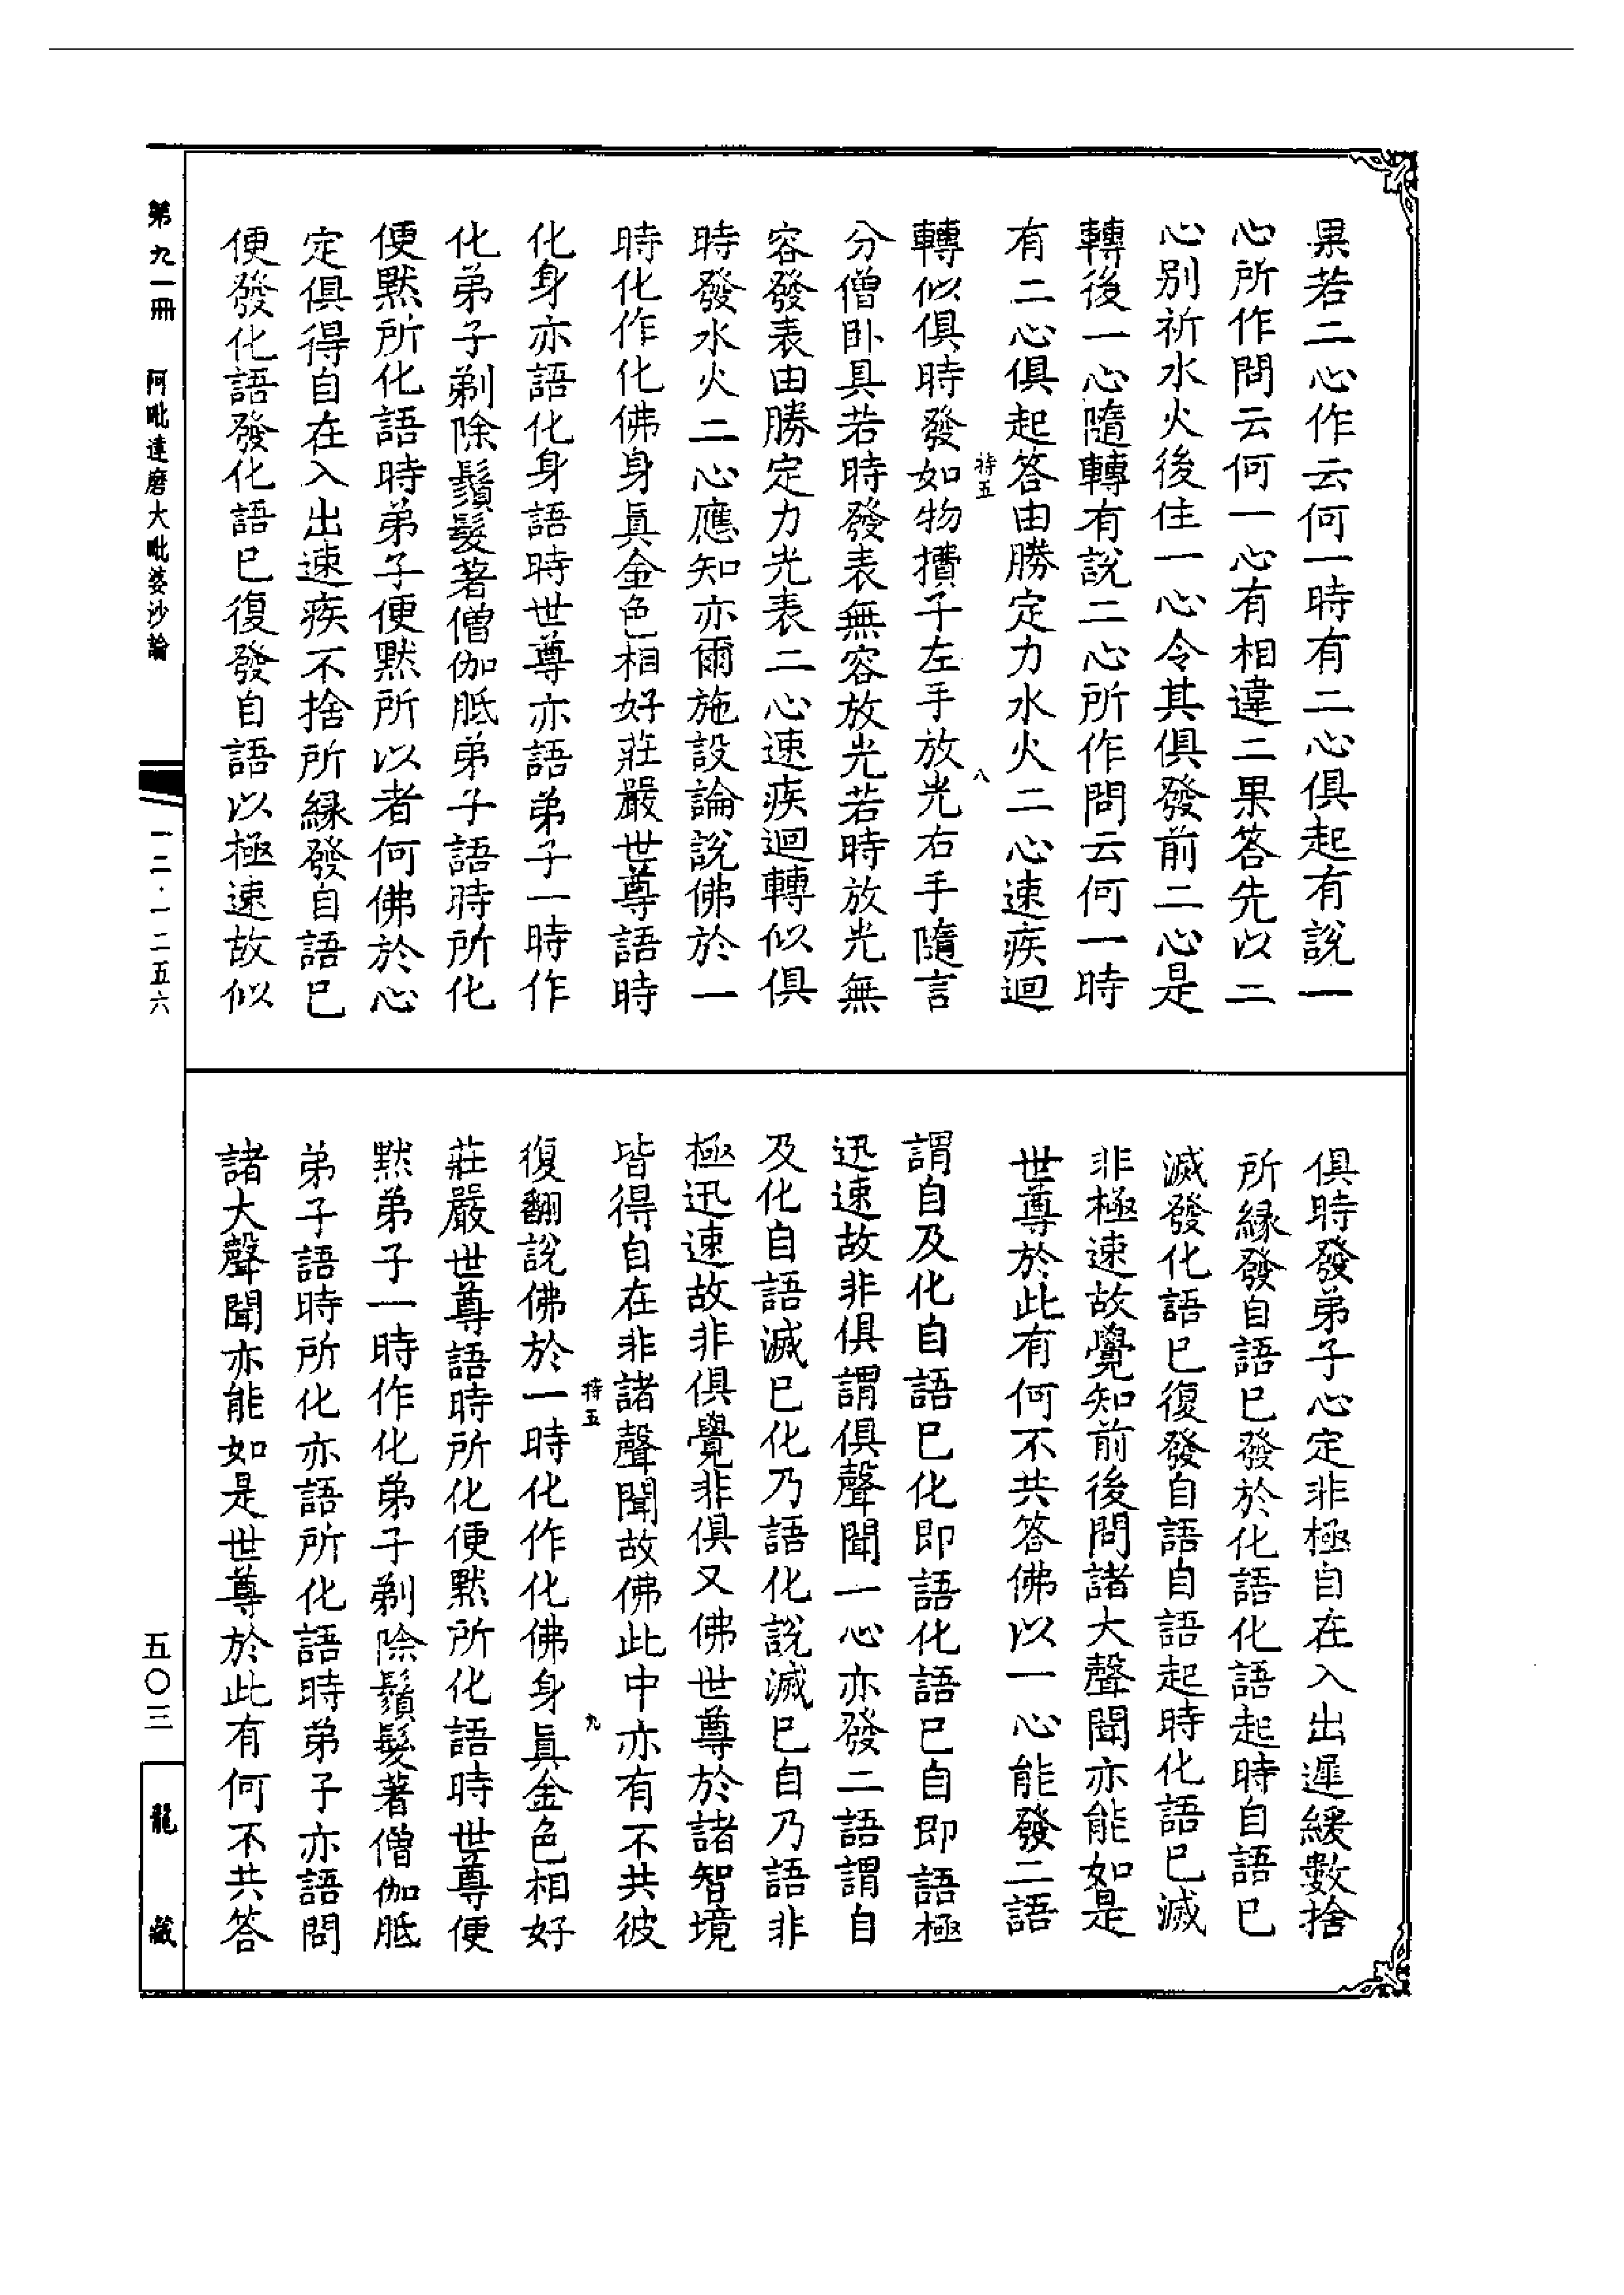 果若二心作云何一時有二心俱起有說一
心所作問云何一心有相違二果答先以二
心別祈水火後住一心令其俱發前二心是
轉後一心隨轉有說二心所作問云何一時
有二心俱起答由勝定力水火二心速疾迴
特五 八
轉似俱時發如物攢子左手放光右手隨言
分僧卧具若時發表無容放光若時放光無
容發表由勝定力光表二心速疾迴轉似俱
時發水火二心應知亦爾施設論說佛於一
時化作化佛身眞金色相好莊嚴世尊語時
化身亦語化身語時世尊亦語弟子一時作
化弟子剃除鬚髮著僧伽胝弟子語時所化
便默所化語時弟子便默所以者何佛於心
定俱得自在入出速疾不捨所緣發自語已
便發化語發化語已復發自語以極速故似
俱時發弟子心定非極自在入出遲緩數捨
所緣發自語已發於化語化語起時自語已
滅發化語已復發自語自語起時化語已滅
非極速故覺知前後問諸大聲聞亦能如是
世尊於此有何不共答佛以一心能發二語
謂自及化自語已化即語化語已自即語極
迅速故非俱謂俱聲聞一心亦發二語謂自
及化自語滅已化乃語化說滅已自乃語非
極迅速故非俱覺非俱又佛世尊於諸智境
皆得自在非諸聲聞故佛此中亦有不共彼
特五 九
復翻說佛於一時化作化佛身眞金色相好
莊嚴世尊語時所化便默所化語時世尊便
默弟子一時作化弟子剃除鬚髮著僧伽胝
弟子語時所化亦語所化語時弟子亦語問
諸大聲聞亦能如是世尊於此有何不共答
第九一冊 阿毗達磨大毗婆沙論
一二·一二五六
五〇三
龍藏